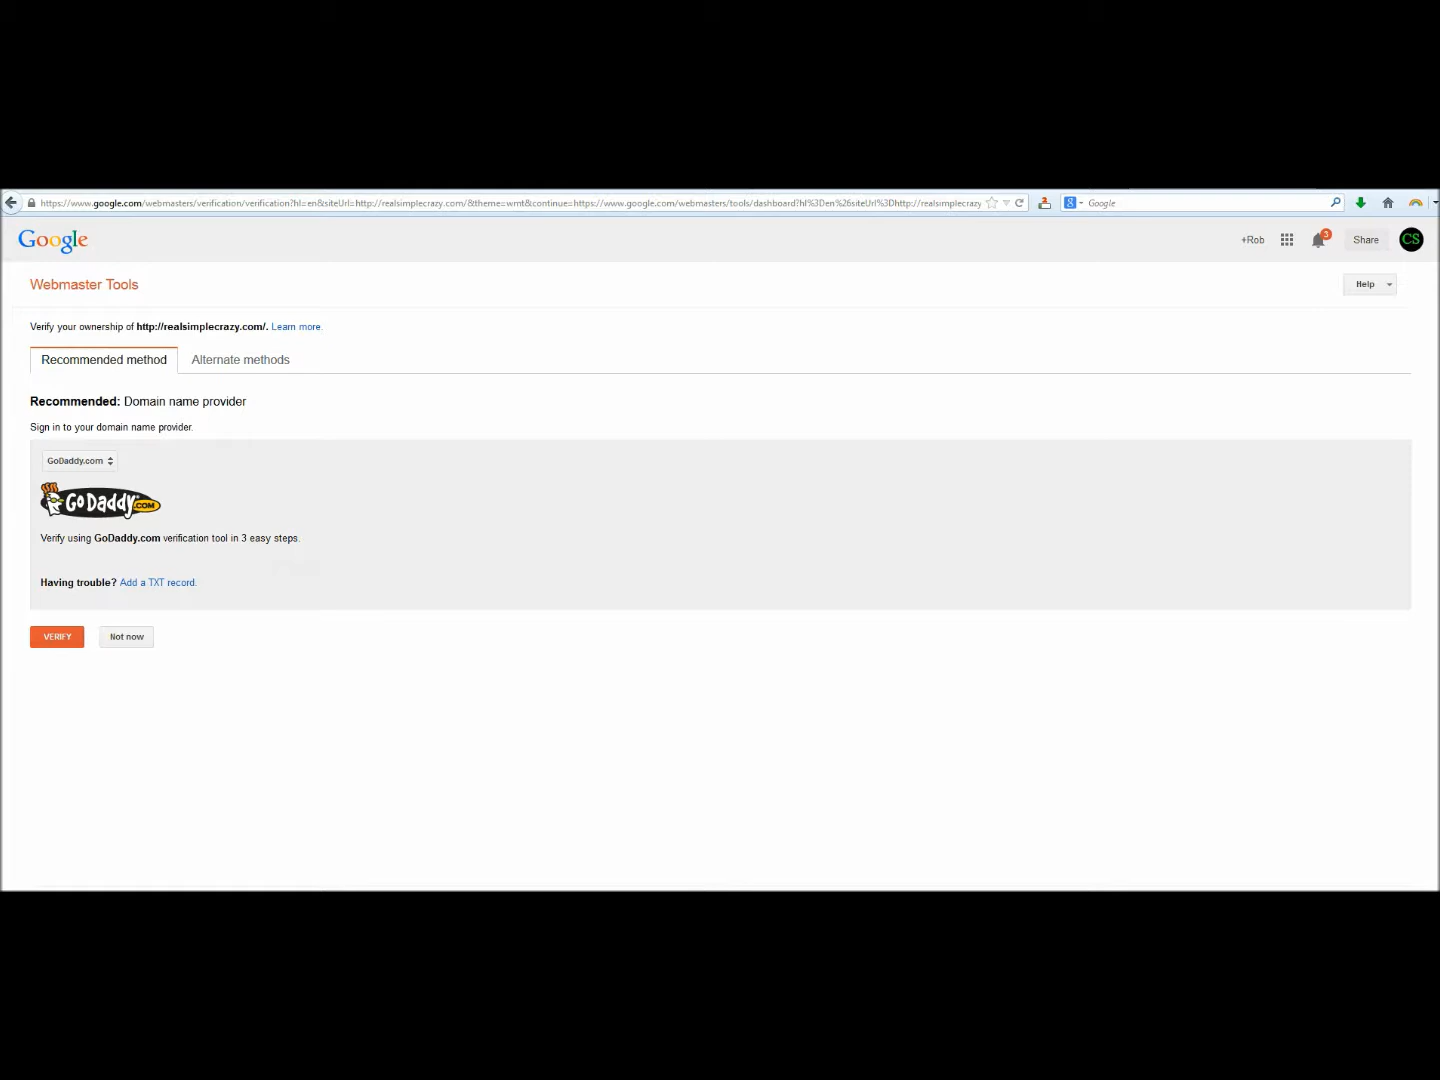 https://www.google.com/webmasters/verification/verification?hl=en&siteUrl=http://realsimplecrazy.com/&theme=wmt&continue=https://www.google.com/webmasters/tools/dashboard?hl%3Den%26siteUrl%3Dhttp://realsimplecrazy
Google
Google
+Rob
3
Share
CS
Webmaster Tools
Help
Verify your ownership of http://realsimplecrazy.com/. Learn more.
Recommended method
Alternate methods
Recommended: Domain name provider
Sign in to your domain name provider.
GoDaddy.com
Go Daddy .COM
Verify using GoDaddy.com verification tool in 3 easy steps.
Having trouble? Add a TXT record.
VERIFY
Not now